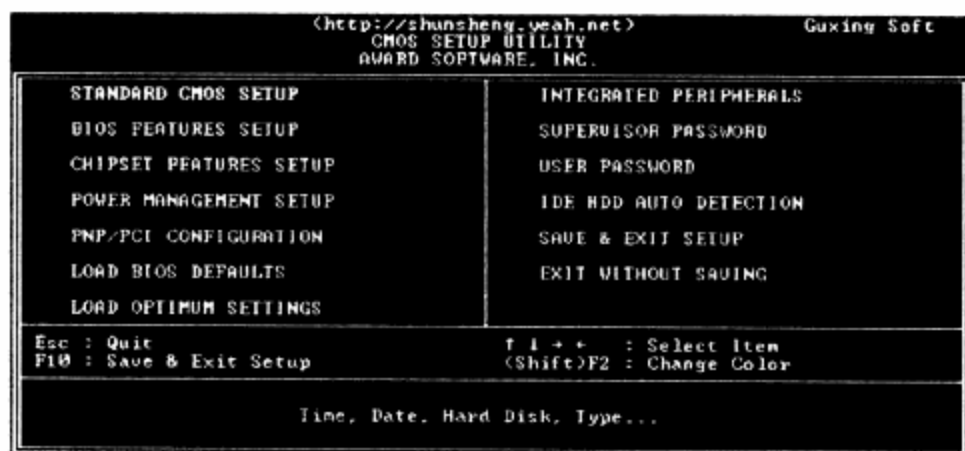 (http://shunsheng.yeah.net) Guxing Soft
CMOS SETUP UTILITY
AWARD SOFTWARE, INC.
STANDARD CMOS SETUP
BIOS FEATURES SETUP
CHIPSET FEATURES SETUP
POWER MANAGEMENT SETUP
PNP/PCI CONFIGURATION
LOAD BIOS DEFAULTS
LOAD OPTIMUM SETTINGS
INTEGRATED PERIPHERALS
SUPERVISOR PASSWORD
USER PASSWORD
IDE HDD AUTO DETECTION
SAVE & EXIT SETUP
EXIT WITHOUT SAVING
Esc : Quit
F10 : Save & Exit Setup
↑ ↓ → ← : Select Item
(Shift)F2 : Change Color
Time, Date, Hard Disk, Type...